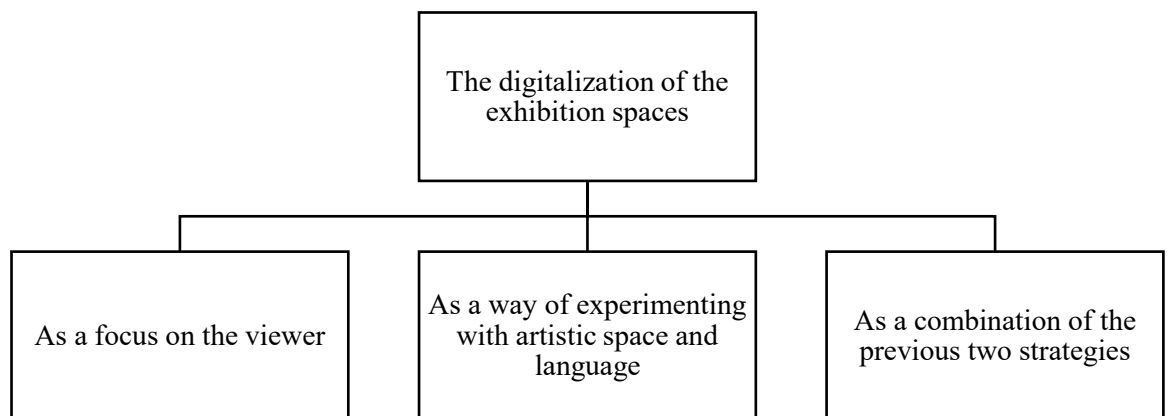 The digitalization of the
exhibition spaces
As a focus on the viewer
As a way of experimenting
with artistic space and
language
As a combination of the
previous two strategies